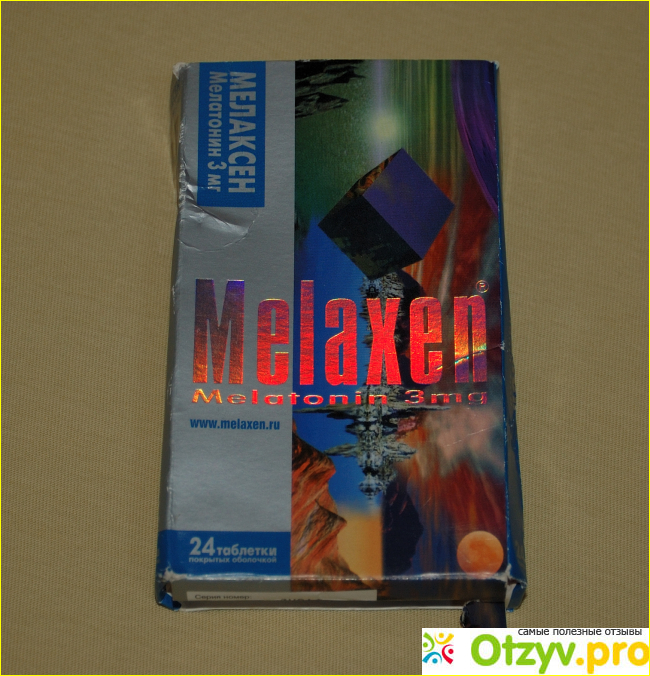 МЕЛАКСЕН
Мелатонин 3 мг
Melaxen®
Melatonin 3mg
www.melaxen.ru
24 таблетки
покрытых оболочкой
Серия номер:
самые полезные отзывы
Otzyv.pro